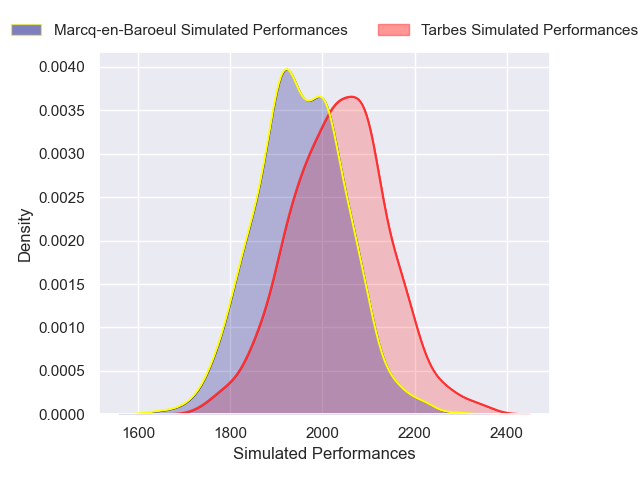 Marcq-en-Baroeul Simulated Performances Tarbes Simulated Performances
0.0040
0.0035
0.0030
0.0025
0.0020
0.0015
0.0010
0.0005
0.0000
Density
1600 1800 2000 2200 2400
Simulated Performances